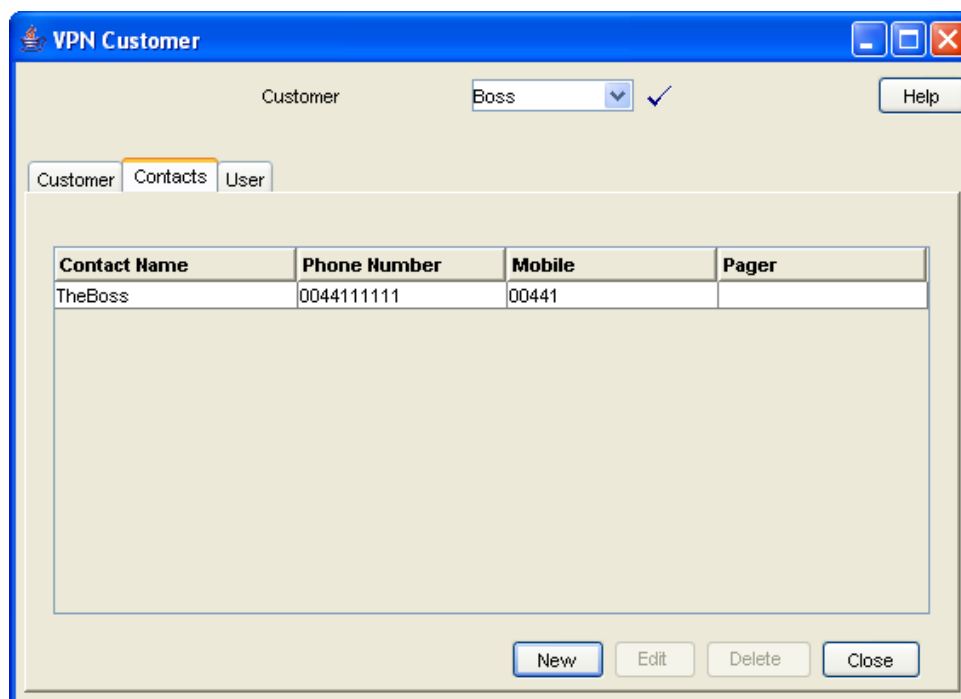 VPN Customer
Customer Boss Help
Customer Contacts User
Contact Name Phone Number Mobile Pager
TheBoss 0044111111 00441
New Edit Delete Close